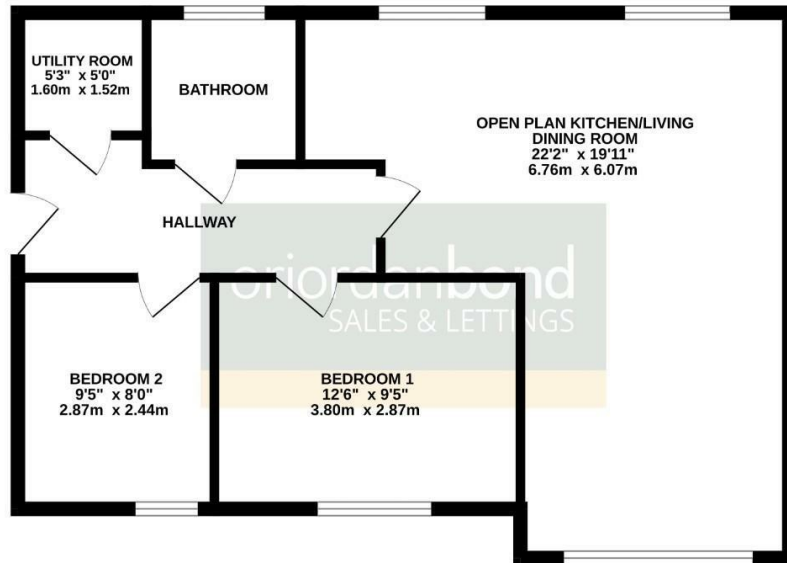 UTILITY ROOM
5'3" x 5'0"
1.60m x 1.52m
BATHROOM
OPEN PLAN KITCHEN/LIVING
DINING ROOM
22'2" x 19'11"
6.76m x 6.07m
HALLWAY
oriordanbond
SALES & LETTINGS
BEDROOM 2
9'5" x 8'0"
2.87m x 2.44m
BEDROOM 1
12'6" x 9'5"
3.80m x 2.87m